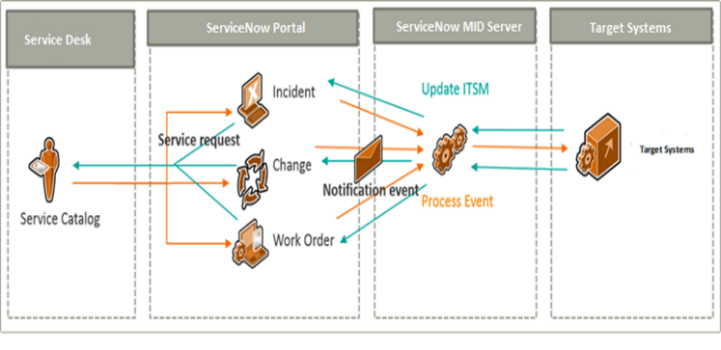 Service Desk
ServiceNow Portal
ServiceNow MID Server
Target Systems
Incident
Update ITSM
Service request
Target Systems
Change
Notification event
Service Catalog
Process Event
Work Order